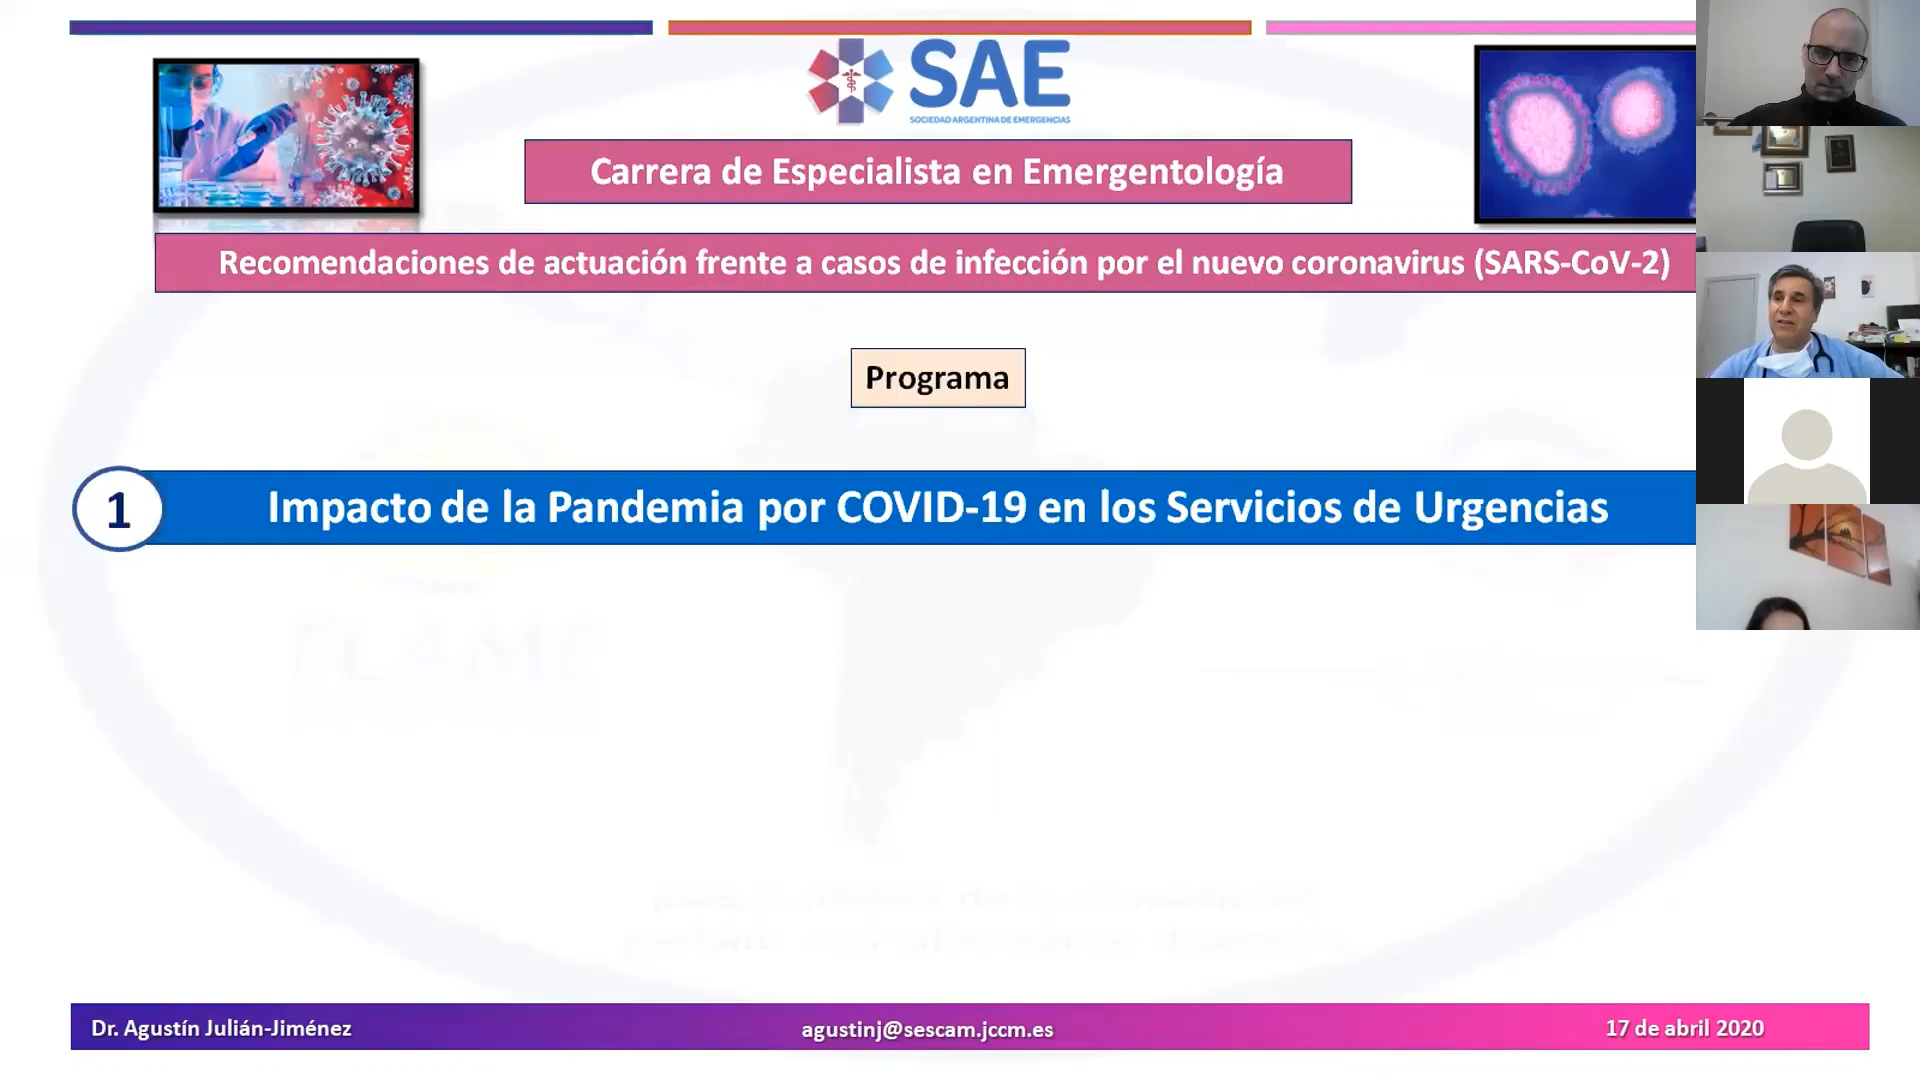 SAE
SOCIEDAD ARGENTINA DE EMERGENCIAS
Carrera de Especialista en Emergentología
Recomendaciones de actuación frente a casos de infección por el nuevo coronavirus (SARS-CoV-2)
Programa
1
Impacto de la Pandemia por COVID-19 en los Servicios de Urgencias
FLAME
Dr. Agustín Julián-Jiménez
agustinj@sescam.jccm.es
17 de abril 2020